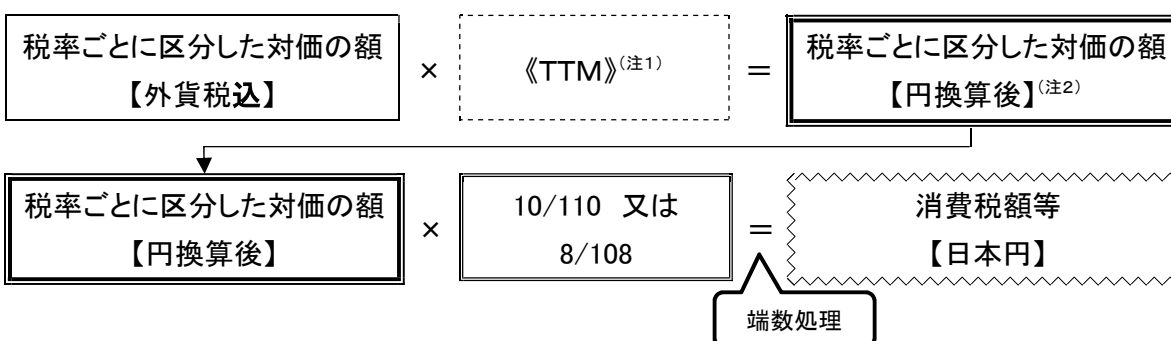 税率ごとに区分した対価の額
【外貨税込】
×
《TTM》(注1)
=
税率ごとに区分した対価の額
【円換算後】(注2)
税率ごとに区分した対価の額
【円換算後】
×
10/110 又は
8/108
=
消費税額等
【日本円】
端数処理